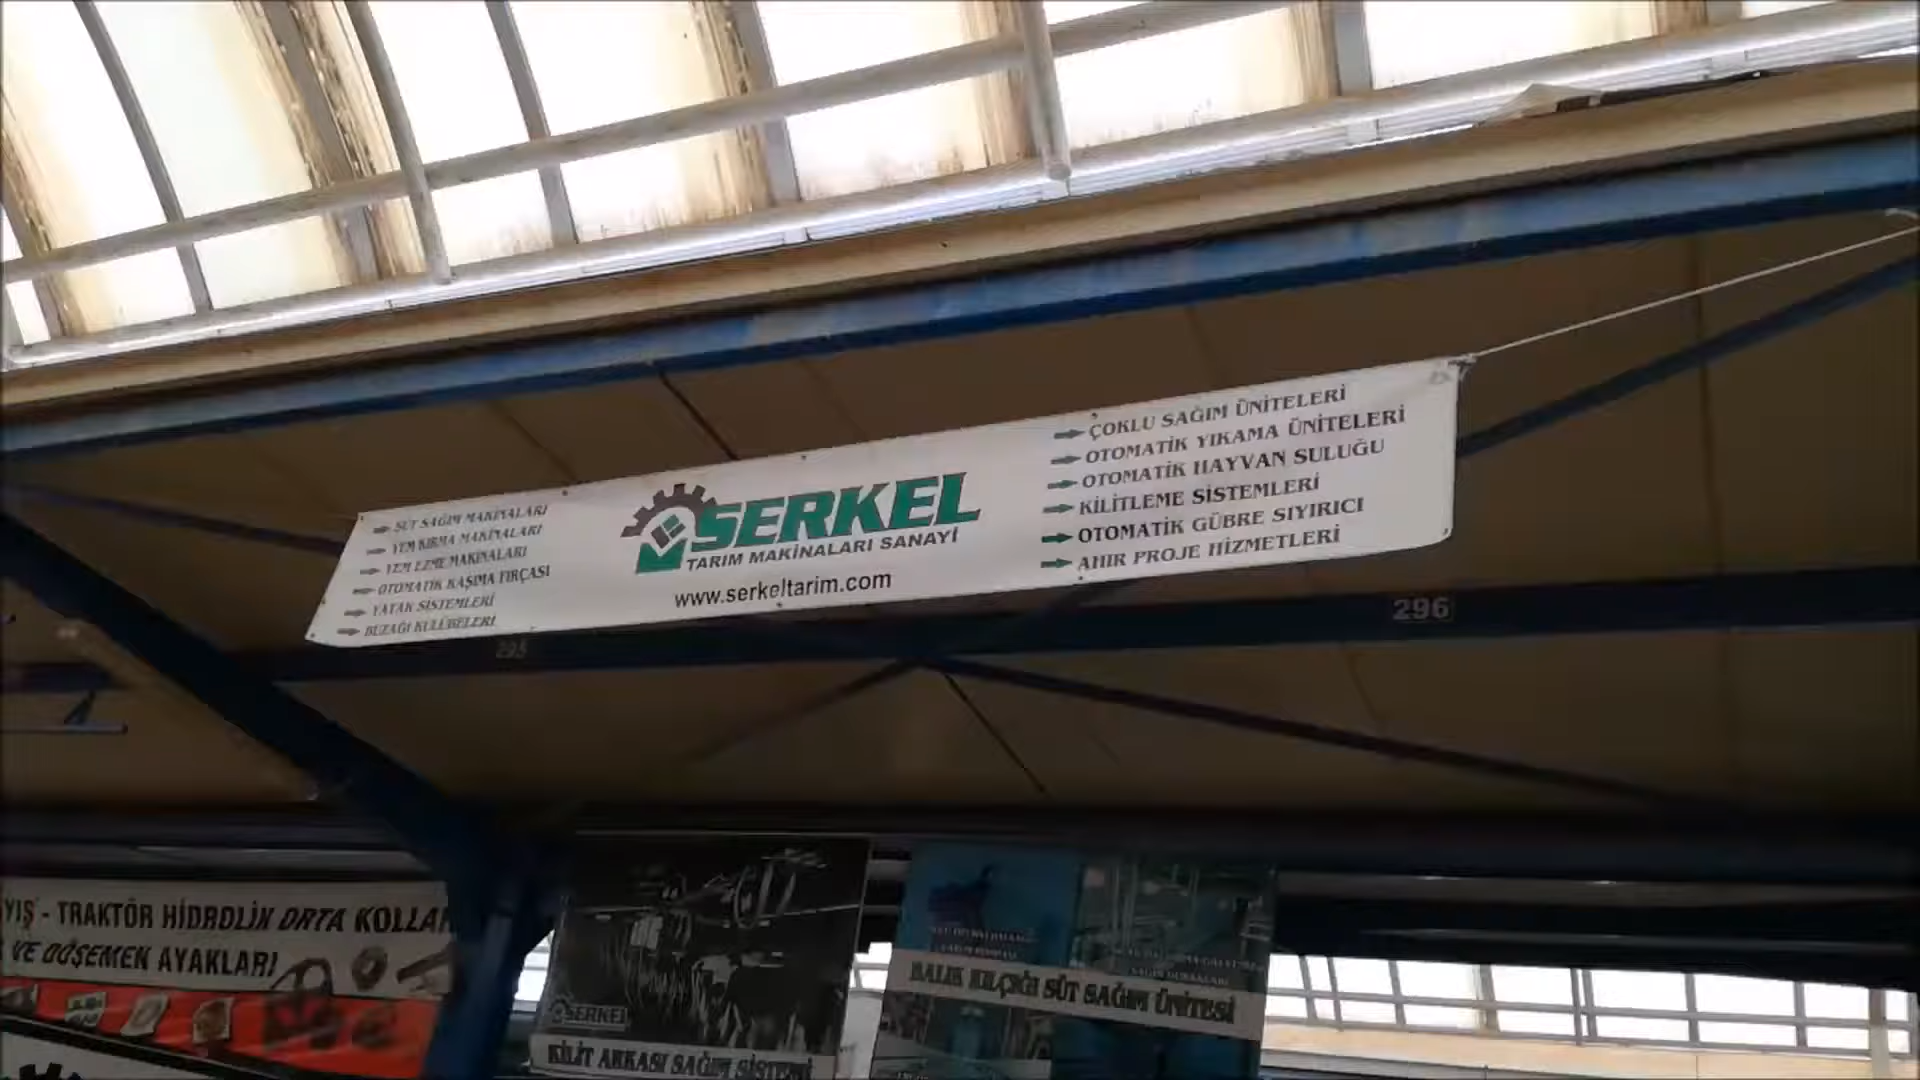 SÜT SAĞIM MAKİNALARI
YEM KIRMA MAKİNALARI
YEM EZME MAKİNALARI
OTOMATİK KAŞIMA FIRÇASI
YATAK SİSTEMLERİ
BUZAĞI KULÜBELERİ
SERKEL
TARIM MAKİNALARI SANAYİ
www.serkeltarim.com
ÇOKLU SAĞIM ÜNİTELERİ
OTOMATİK YIKAMA ÜNİTELERİ
OTOMATİK HAYVAN SULUĞU
KİLİTLEME SİSTEMLERİ
OTOMATİK GÜBRE SIYIRICI
AHIR PROJE HİZMETLERİ
295
296
YIŞ - TRAKTÖR HİDROLİK ORTA KOLLAR
VE DÖŞEMEN AYAKLARI
SERKEL
KİLİT ARKASI SAĞIM SİSTEMİ
BALIK KILÇIĞI SÜT SAĞIM ÜNİTESİ